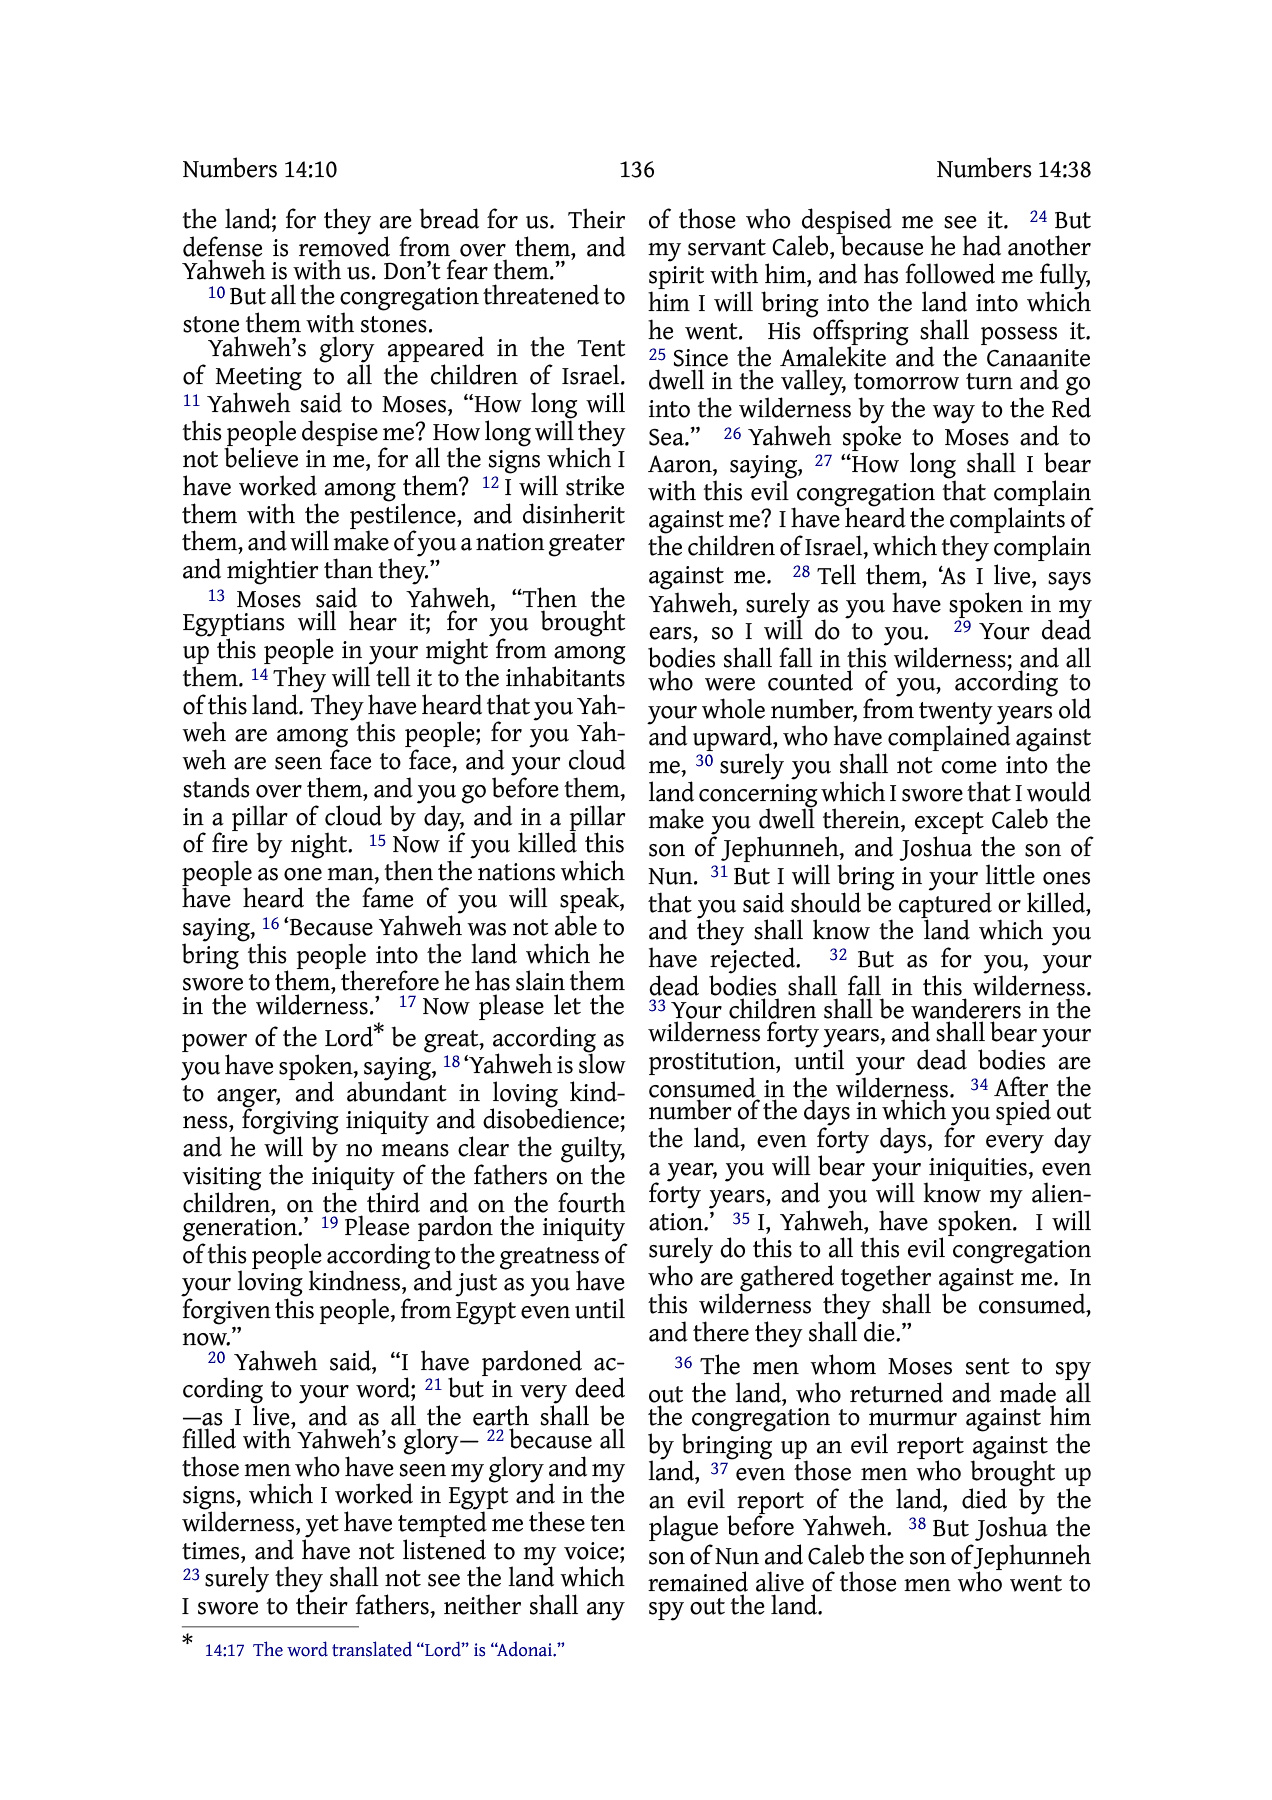 Numbers 14:10
136
Numbers 14:38
the land; for they are bread for us. Their
defense is removed from over them, and
Yahweh is with us. Don’t fear them.”
10 But all the congregation threatened to
stone them with stones.
Yahweh’s glory appeared in the Tent
of Meeting to all the children of Israel.
11 Yahweh said to Moses, “How long will
this people despise me? How long will they
not believe in me, for all the signs which I
have worked among them? 12 I will strike
them with the pestilence, and disinherit
them, and will make of you a nation greater
and mightier than they.”
13 Moses said to Yahweh, “Then the
Egyptians will hear it; for you brought
up this people in your might from among
them. 14 They will tell it to the inhabitants
of this land. They have heard that you Yah-
weh are among this people; for you Yah-
weh are seen face to face, and your cloud
stands over them, and you go before them,
in a pillar of cloud by day, and in a pillar
of fire by night. 15 Now if you killed this
people as one man, then the nations which
have heard the fame of you will speak,
saying, 16 ‘Because Yahweh was not able to
bring this people into the land which he
swore to them, therefore he has slain them
in the wilderness.’ 17 Now please let the
power of the Lord* be great, according as
you have spoken, saying, 18 ‘Yahweh is slow
to anger, and abundant in loving kind-
ness, forgiving iniquity and disobedience;
and he will by no means clear the guilty,
visiting the iniquity of the fathers on the
children, on the third and on the fourth
generation.’ 19 Please pardon the iniquity
of this people according to the greatness of
your loving kindness, and just as you have
forgiven this people, from Egypt even until
now.”
20 Yahweh said, “I have pardoned ac-
cording to your word; 21 but in very deed
—as I live, and as all the earth shall be
filled with Yahweh’s glory— 22 because all
those men who have seen my glory and my
signs, which I worked in Egypt and in the
wilderness, yet have tempted me these ten
times, and have not listened to my voice;
23 surely they shall not see the land which
I swore to their fathers, neither shall any
of those who despised me see it. 24 But
my servant Caleb, because he had another
spirit with him, and has followed me fully,
him I will bring into the land into which
he went. His offspring shall possess it.
25 Since the Amalekite and the Canaanite
dwell in the valley, tomorrow turn and go
into the wilderness by the way to the Red
Sea.” 26 Yahweh spoke to Moses and to
Aaron, saying, 27 “How long shall I bear
with this evil congregation that complain
against me? I have heard the complaints of
the children of Israel, which they complain
against me. 28 Tell them, ‘As I live, says
Yahweh, surely as you have spoken in my
ears, so I will do to you. 29 Your dead
bodies shall fall in this wilderness; and all
who were counted of you, according to
your whole number, from twenty years old
and upward, who have complained against
me, 30 surely you shall not come into the
land concerning which I swore that I would
make you dwell therein, except Caleb the
son of Jephunneh, and Joshua the son of
Nun. 31 But I will bring in your little ones
that you said should be captured or killed,
and they shall know the land which you
have rejected. 32 But as for you, your
dead bodies shall fall in this wilderness.
33 Your children shall be wanderers in the
wilderness forty years, and shall bear your
prostitution, until your dead bodies are
consumed in the wilderness. 34 After the
number of the days in which you spied out
the land, even forty days, for every day
a year, you will bear your iniquities, even
forty years, and you will know my alien-
ation.’ 35 I, Yahweh, have spoken. I will
surely do this to all this evil congregation
who are gathered together against me. In
this wilderness they shall be consumed,
and there they shall die.”
36 The men whom Moses sent to spy
out the land, who returned and made all
the congregation to murmur against him
by bringing up an evil report against the
land, 37 even those men who brought up
an evil report of the land, died by the
plague before Yahweh. 38 But Joshua the
son of Nun and Caleb the son of Jephunneh
remained alive of those men who went to
spy out the land.
* 14:17 The word translated “Lord” is “Adonai.”